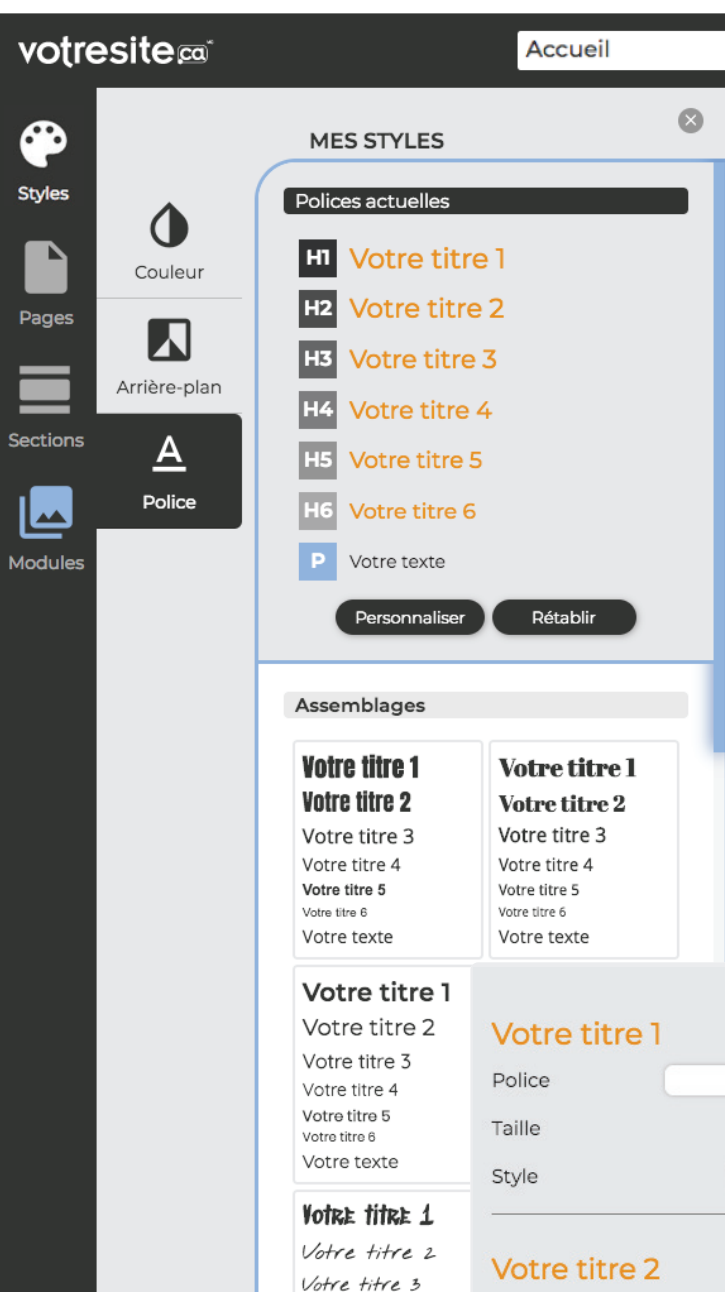 votresite.ca
Accueil
Styles
Pages
Sections
Modules
Couleur
Arrière-plan
A
Police
MES STYLES
Polices actuelles
H1 Votre titre 1
H2 Votre titre 2
H3 Votre titre 3
H4 Votre titre 4
H5 Votre titre 5
H6 Votre titre 6
P Votre texte
Personnaliser Rétablir
Assemblages
Votre titre 1
Votre titre 2
Votre titre 3
Votre titre 4
Votre titre 5
Votre titre 6
Votre texte
Votre titre 1
Votre titre 2
Votre titre 3
Votre titre 4
Votre titre 5
Votre titre 6
Votre texte
Votre titre 1
Votre titre 2
Votre titre 3
Votre titre 4
Votre titre 5
Votre titre 6
Votre texte
Votre titre 1
Votre titre 2
Votre titre 3
Votre titre 1
Police
Taille
Style
Votre titre 2